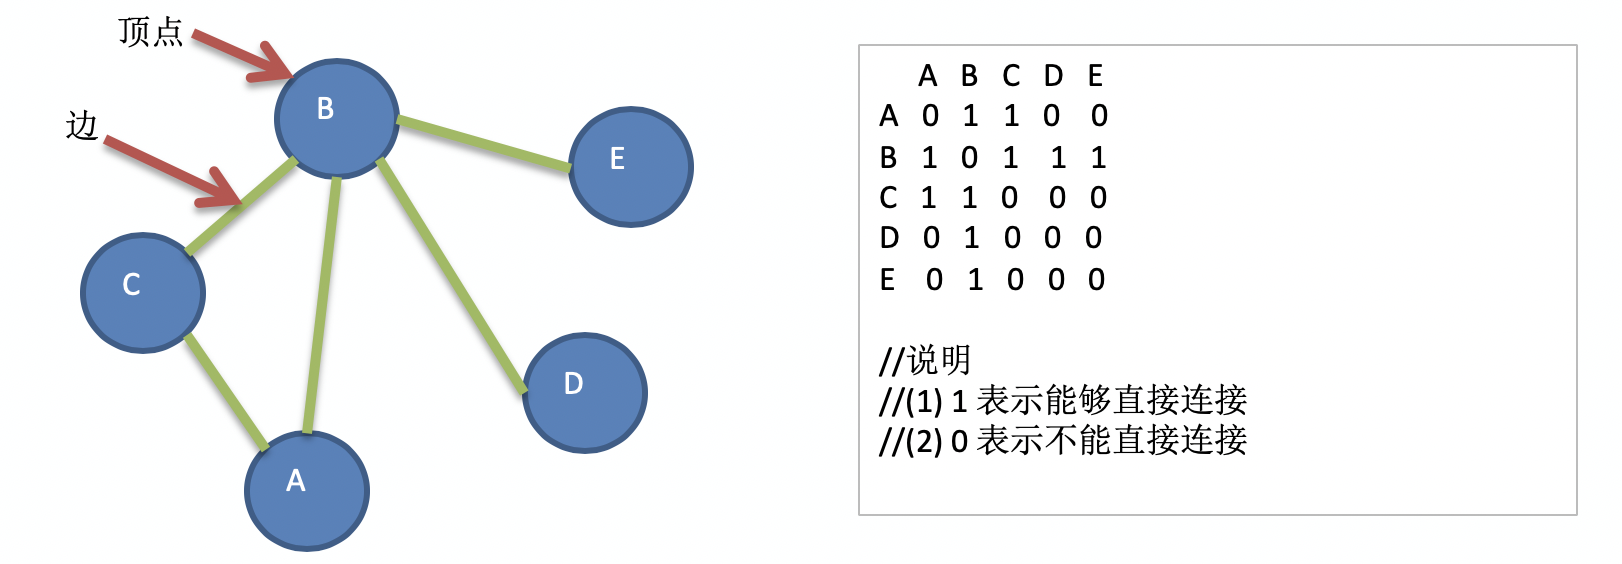 顶点
边
B
E
C
D
A
A B C D E
A 0 1 1 0 0
B 1 0 1 1 1
C 1 1 0 0 0
D 0 1 0 0 0
E 0 1 0 0 0
//说明
//(1) 1 表示能够直接连接
//(2) 0 表示不能直接连接